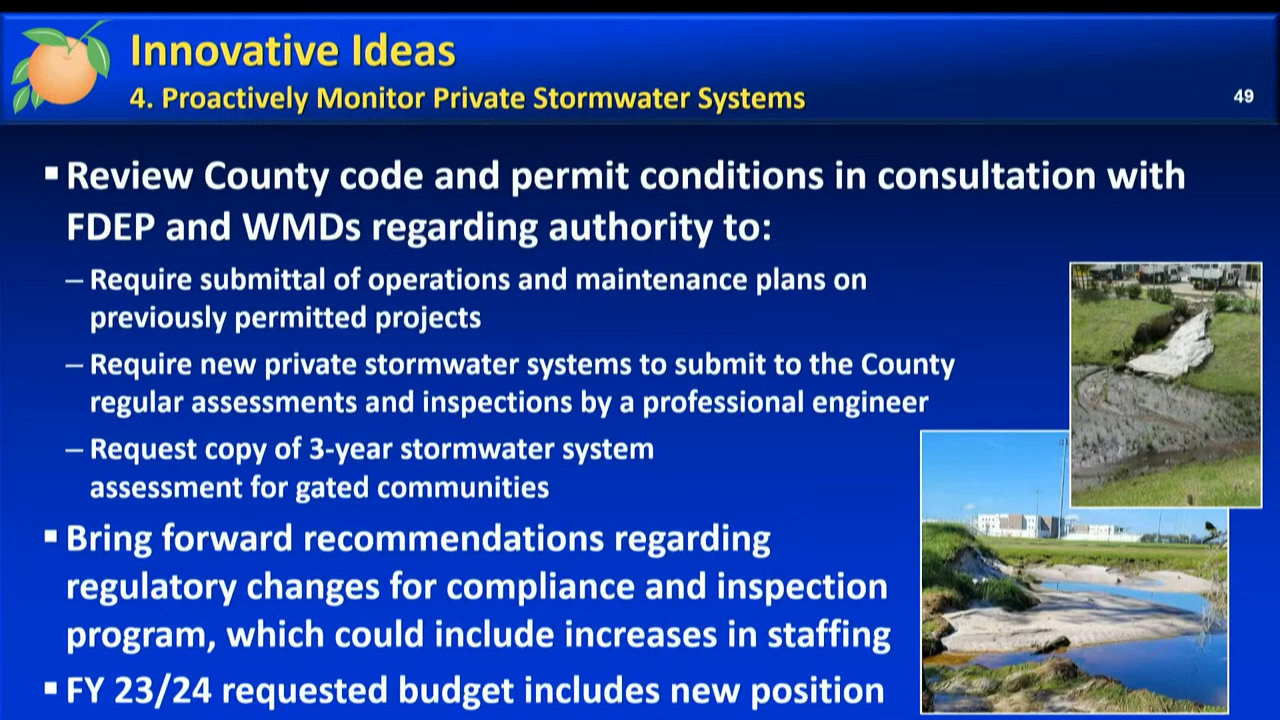 Innovative Ideas
4. Proactively Monitor Private Stormwater Systems
49
▪ Review County code and permit conditions in consultation with
FDEP and WMDs regarding authority to:
– Require submittal of operations and maintenance plans on
previously permitted projects
– Require new private stormwater systems to submit to the County
regular assessments and inspections by a professional engineer
– Request copy of 3-year stormwater system
assessment for gated communities
▪ Bring forward recommendations regarding
regulatory changes for compliance and inspection
program, which could include increases in staffing
▪ FY 23/24 requested budget includes new position